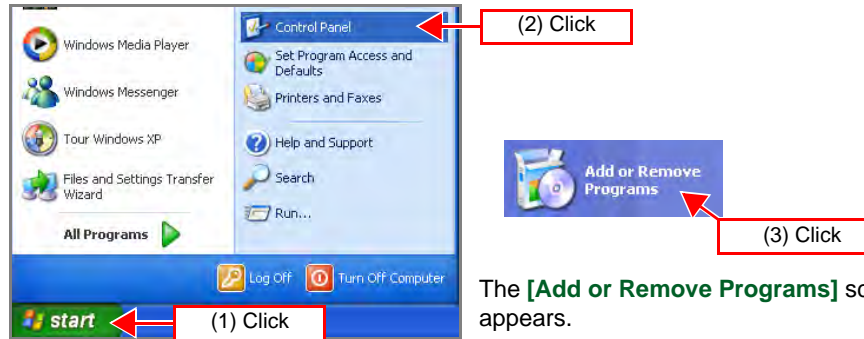 Windows Media Player
Windows Messenger
Tour Windows XP
Files and Settings Transfer
Wizard
All Programs
Control Panel
Set Program Access and
Defaults
Printers and Faxes
Help and Support
Search
Run...
Log Off
Turn Off Computer
start
(1) Click
(2) Click
Add or Remove
Programs
(3) Click
The [Add or Remove Programs]
appears.